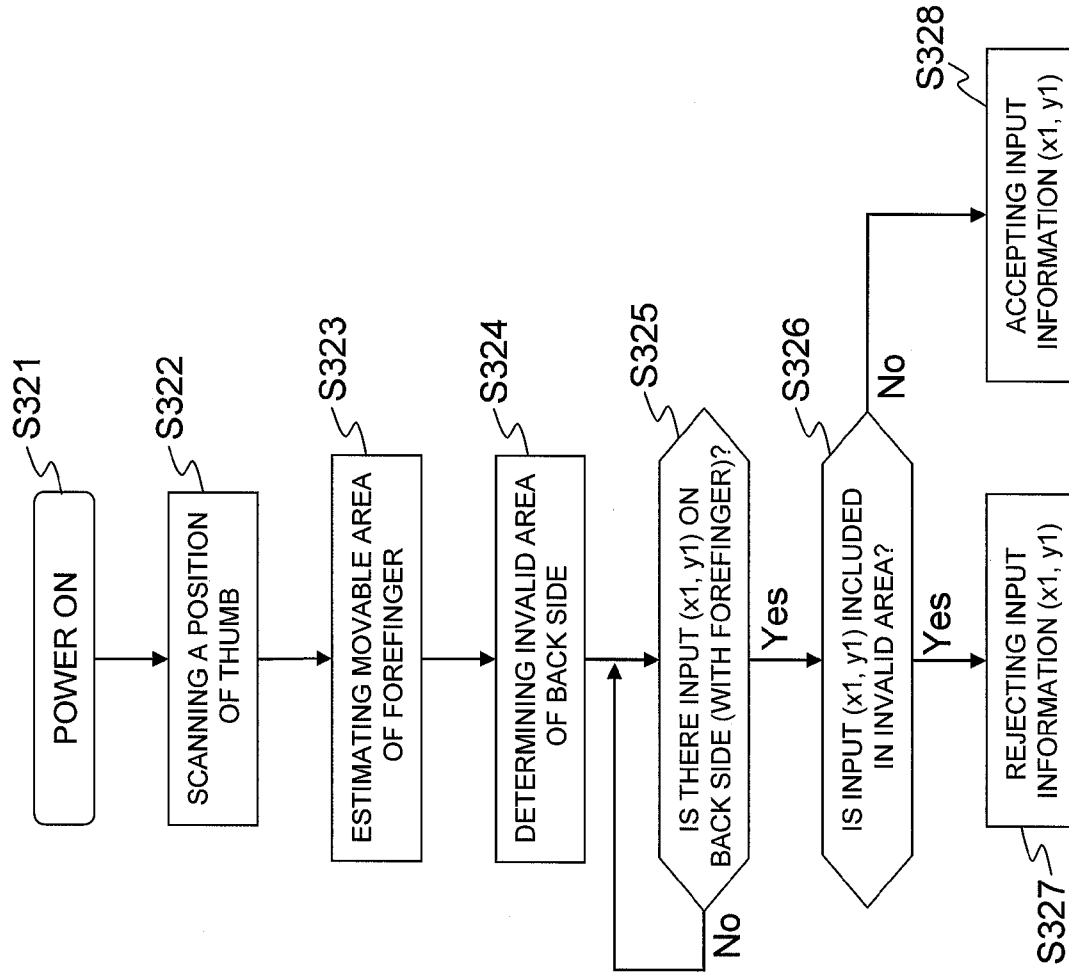 POWER ON
S321
SCANNING A POSITION
OF THUMB
S322
ESTIMATING MOVABLE AREA
OF FOREFINGER
S323
DETERMINING INVALID AREA
OF BACK SIDE
S324
IS THERE INPUT (x1, y1) ON
BACK SIDE (WITH FOREFINGER)?
S325
No
Yes
IS INPUT (x1, y1) INCLUDED
IN INVALID AREA?
S326
No
Yes
REJECTING INPUT
INFORMATION (x1, y1)
S327
ACCEPTING INPUT
INFORMATION (x1, y1)
S328